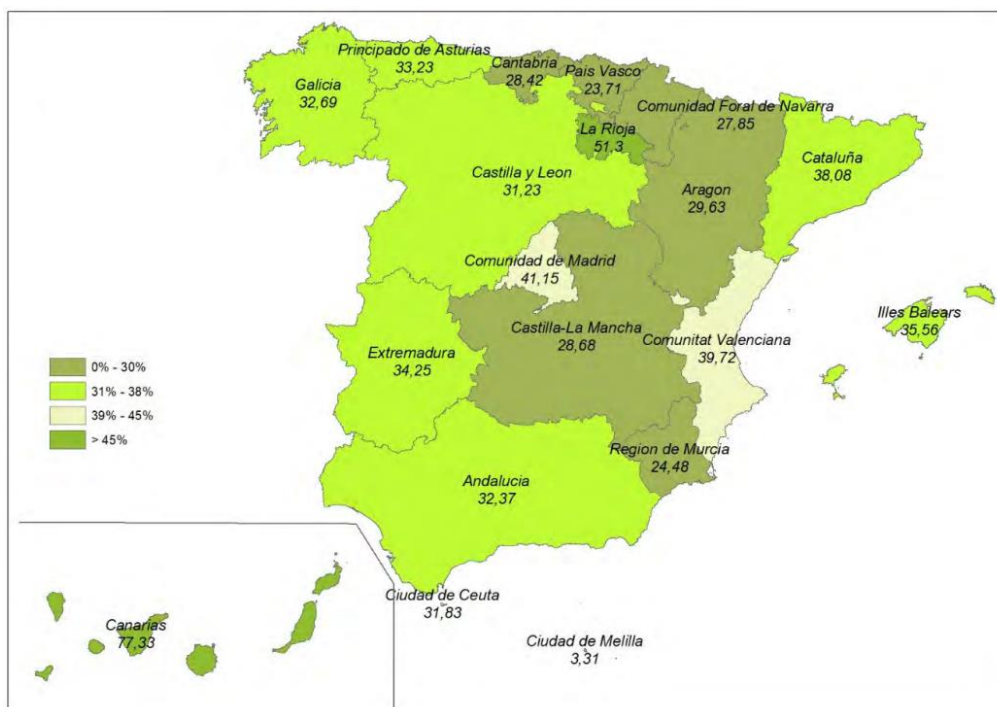 Principado de Asturias
33,23
Cantabria
28,42
Pais Vasco
23,71
Galicia
32,69
Comunidad Foral de Navarra
27,85
La Rioja
51,3
Castilla y Leon
31,23
Cataluña
38,08
Aragon
29,63
Comunidad de Madrid
41,15
Illes Balears
35,56
Castilla-La Mancha
28,68
Comunitat Valenciana
39,72
Extremadura
34,25
0% - 30%
31% - 38%
39% - 45%
> 45%
Region de Murcia
24,48
Andalucia
32,37
Ciudad de Ceuta
31,83
Canarias
77,33
Ciudad de Melilla
3,31